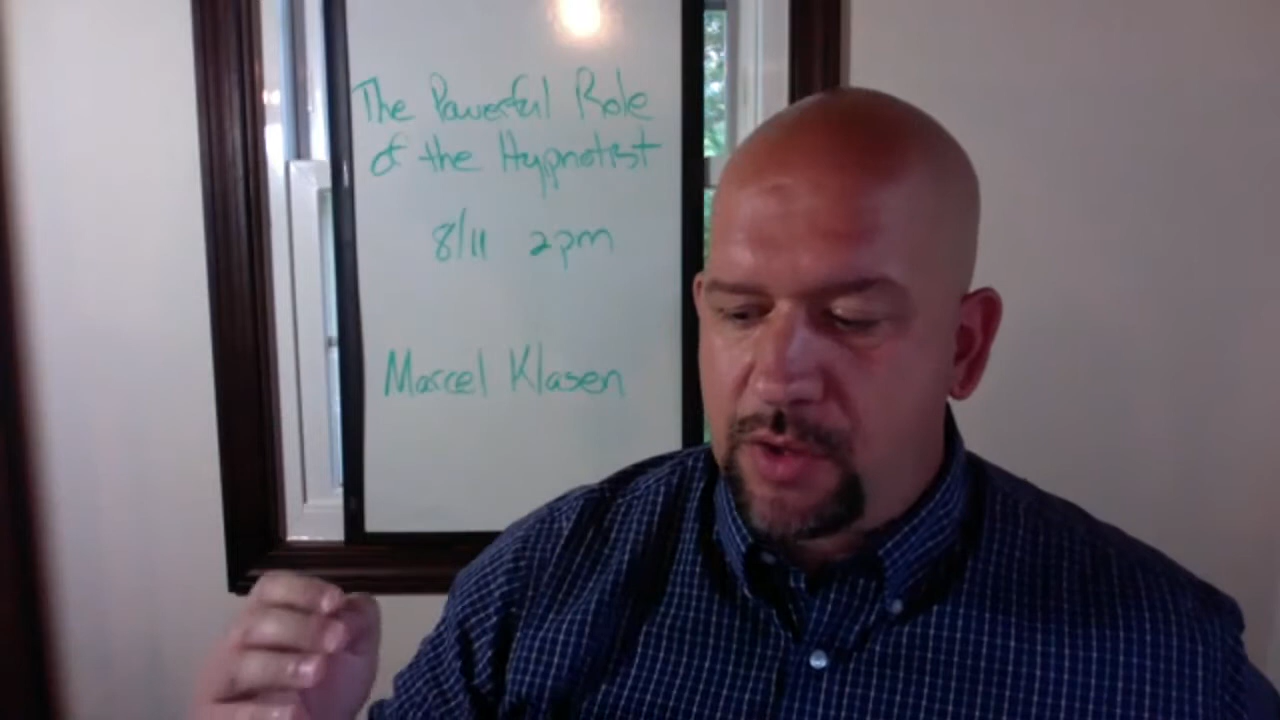 The Powerful Role
of the Hypnotist
8/11 2pm
Marcel Klasen